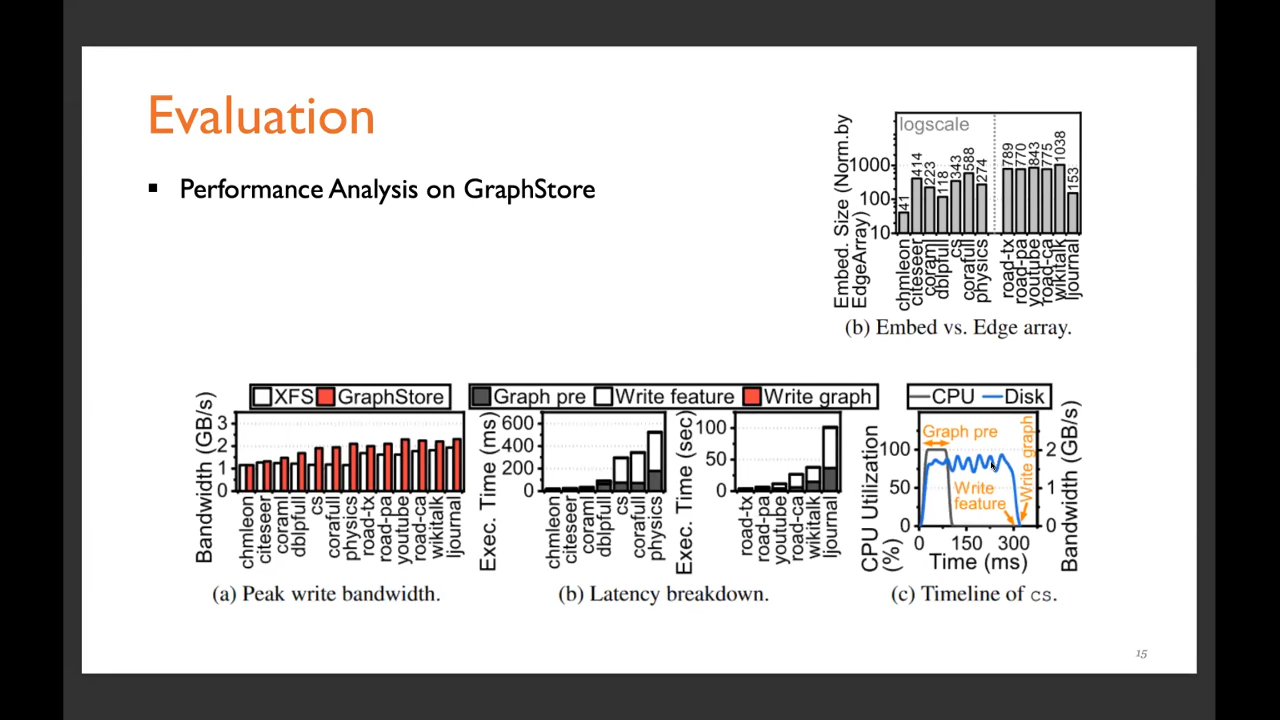 Evaluation
▪ Performance Analysis on GraphStore
Embed. Size (Norm.by
EdgeArray)
logscale
1000
100
10
41
414
223
118
343
588
274
789
770
843
775
1038
153
chmleon
citeseer
coraml
dblpfull
cs
corafull
physics
road-tx
road-pa
youtube
road-ca
wikitalk
ljournal
(b) Embed vs. Edge array.
XFS GraphStore
Bandwidth (GB/s)
3
2
1
0
chmleon
citeseer
coraml
dblpfull
cs
corafull
physics
road-tx
road-pa
youtube
road-ca
wikitalk
ljournal
(a) Peak write bandwidth.
Graph pre Write feature Write graph
Exec. Time (ms)
600
400
200
0
chmleon
citeseer
coraml
dblpfull
cs
corafull
physics
Exec. Time (sec)
100
50
0
road-tx
road-pa
youtube
road-ca
wikitalk
ljournal
(b) Latency breakdown.
CPU Disk
CPU Utilization
(%)
100
50
0
Graph pre
Write
feature
Write graph
2
1
0
Bandwidth (GB/s)
0 150 300
Time (ms)
(c) Timeline of cs.
15